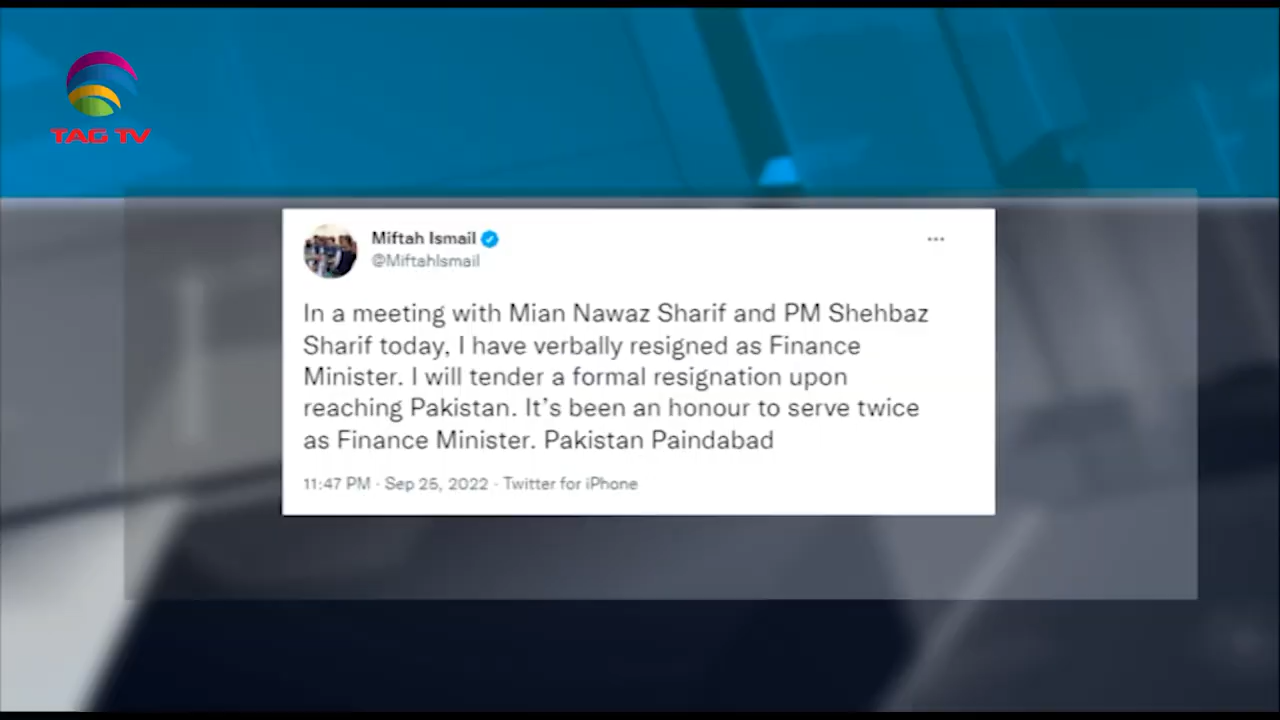 TAG TV
Miftah Ismail
@MiftahIsmail
In a meeting with Mian Nawaz Sharif and PM Shehbaz
Sharif today, I have verbally resigned as Finance
Minister. I will tender a formal resignation upon
reaching Pakistan. It’s been an honour to serve twice
as Finance Minister. Pakistan Paindabad
11:47 PM · Sep 25, 2022 · Twitter for iPhone